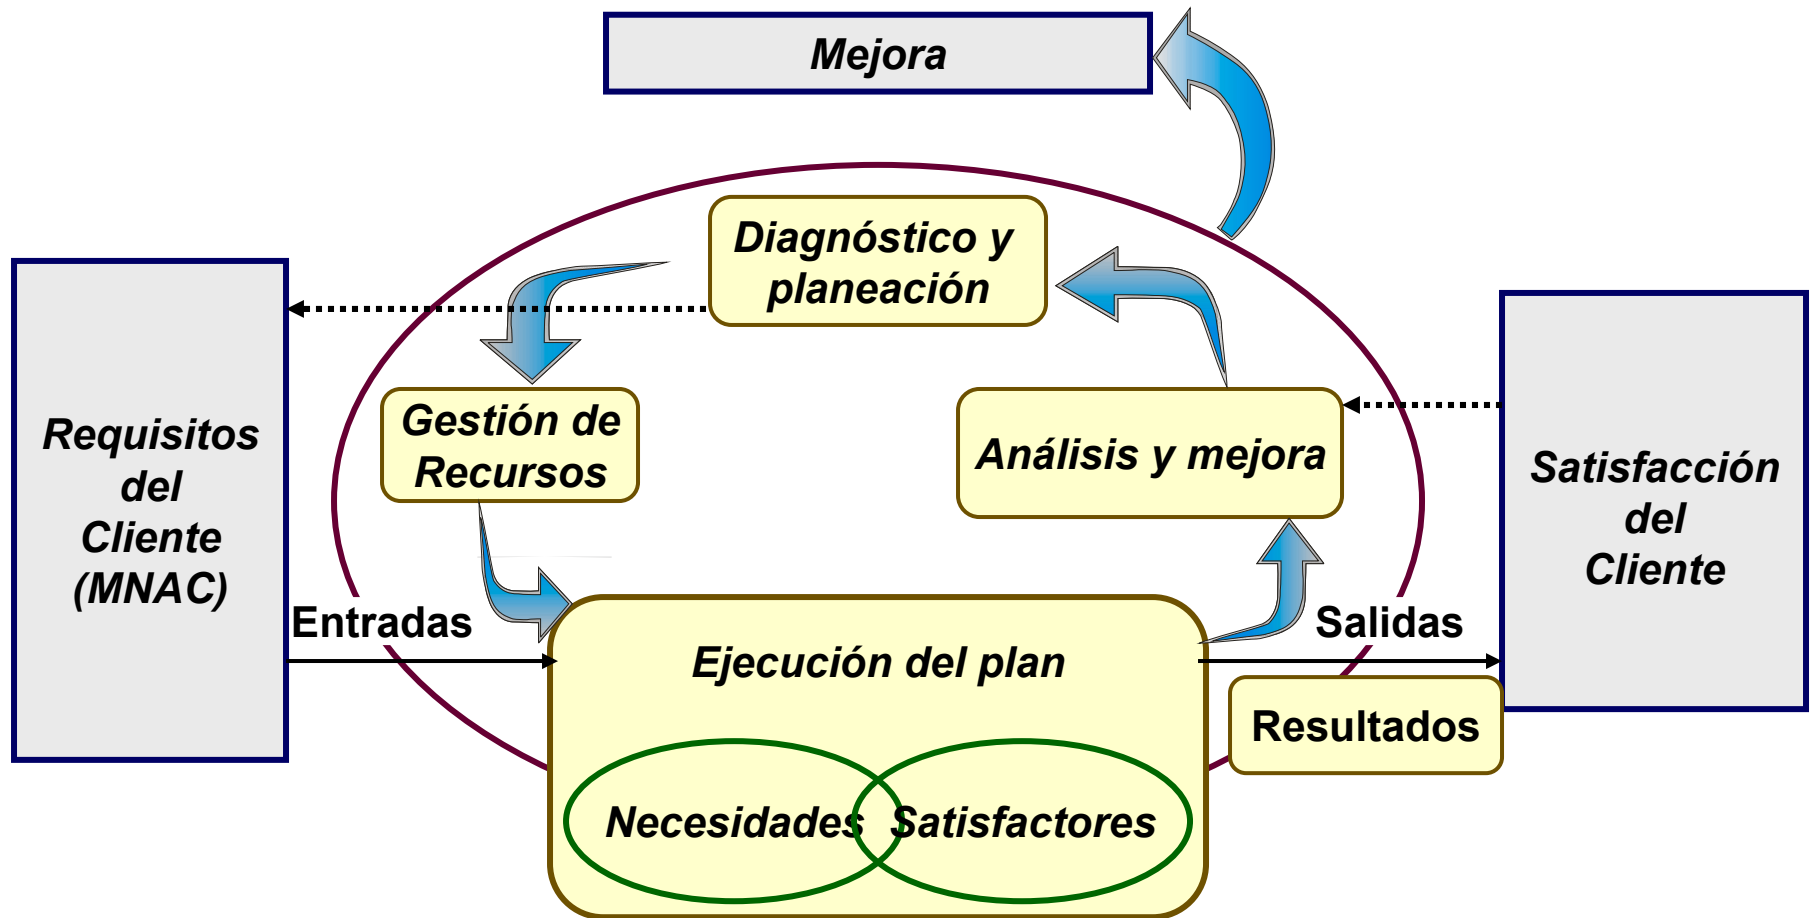 Mejora
Diagnóstico y
planeación
Requisitos
del
Cliente
(MNAC)
Gestión de
Recursos
Análisis y mejora
Satisfacción
del
Cliente
Entradas
Salidas
Ejecución del plan
Resultados
Necesidades
Satisfactores